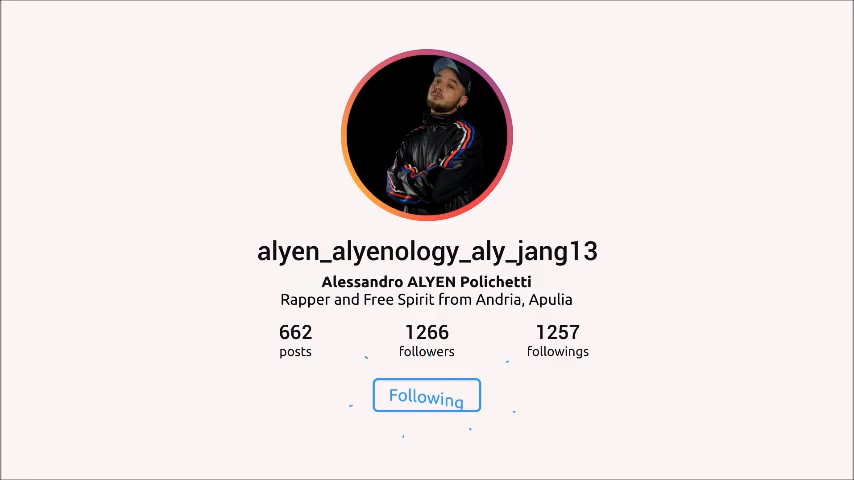 alyen_alyenology_aly_jang13
Alessandro ALYEN Polichetti
Rapper and Free Spirit from Andria, Apulia
662 1266 1257
posts followers followings
Following